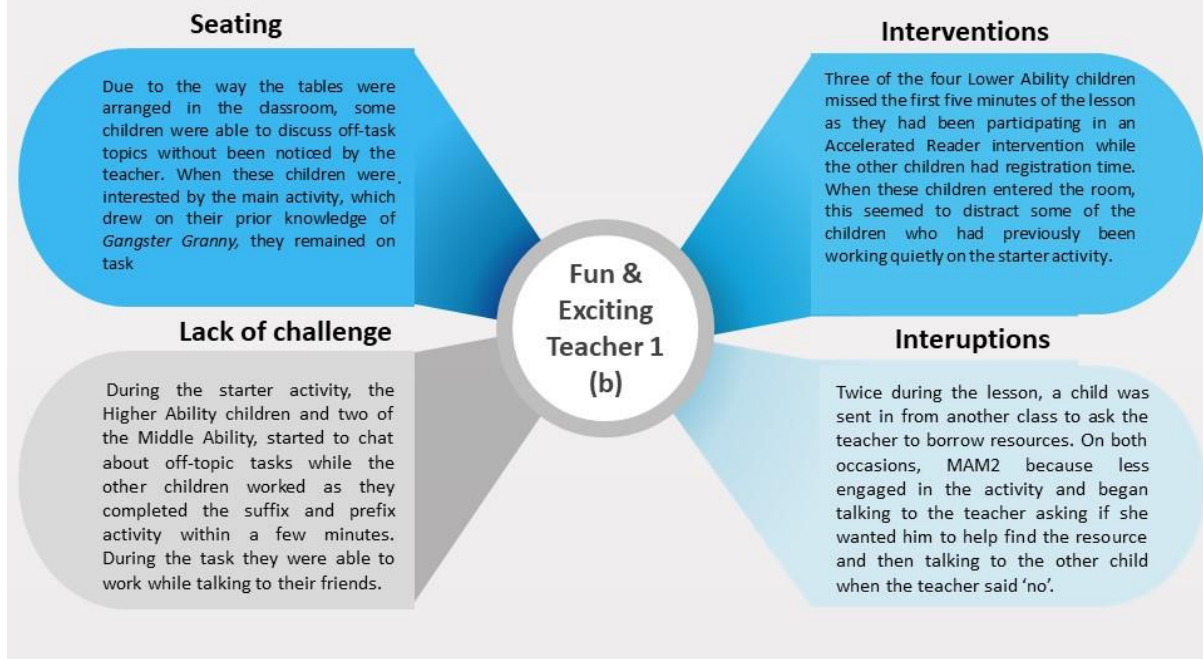 Seating
Due to the way the tables were
arranged in the classroom, some
children were able to discuss off-task
topics without been noticed by the
teacher. When these children were
interested by the main activity, which
drew on their prior knowledge of
Gangster Granny, they remained on
task
Interventions
Three of the four Lower Ability children
missed the first five minutes of the lesson
as they had been participating in an
Accelerated Reader intervention while
the other children had registration time.
When these children entered the room,
this seemed to distract some of the
children who had previously been
working quietly on the starter activity.
Fun &
Exciting
Teacher 1
(b)
Lack of challenge
During the starter activity, the
Higher Ability children and two of
the Middle Ability, started to chat
about off-topic tasks while the
other children worked as they
completed the suffix and prefix
activity within a few minutes.
During the task they were able to
work while talking to their friends.
Interuptions
Twice during the lesson, a child was
sent in from another class to ask the
teacher to borrow resources. On both
occasions, MAM2 because less
engaged in the activity and began
talking to the teacher asking if she
wanted him to help find the resource
and then talking to the other child
when the teacher said ‘no’.